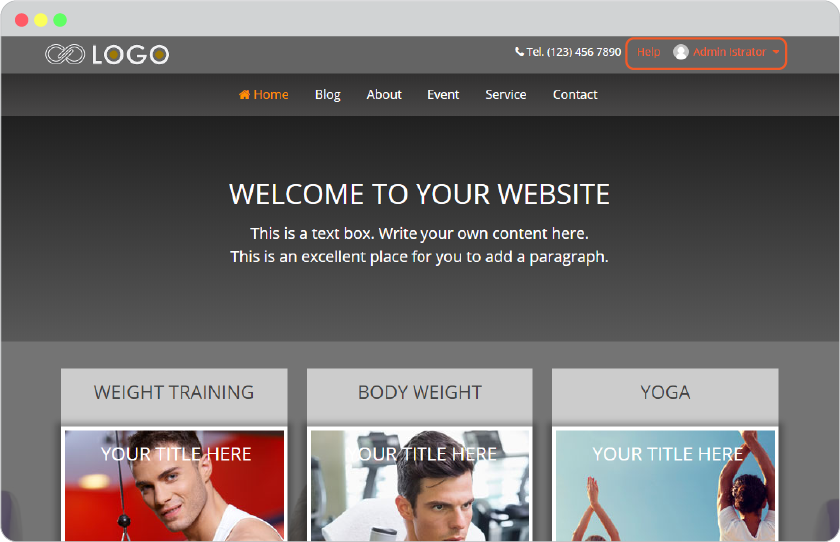 LOGO
Tel. (123) 456 7890 Help Admin Istrator
Home Blog About Event Service Contact
WELCOME TO YOUR WEBSITE
This is a text box. Write your own content here.
This is an excellent place for you to add a paragraph.
WEIGHT TRAINING
BODY WEIGHT
YOGA
YOUR TITLE HERE
YOUR TITLE HERE
YOUR TITLE HERE